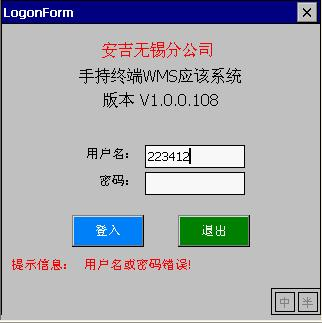 LogonForm
安吉无锡分公司
手持终端WMS应该系统
版本 V1.0.0.108
用户名： 223412
密码：
登入 退出
提示信息： 用户名或密码错误!
中 半